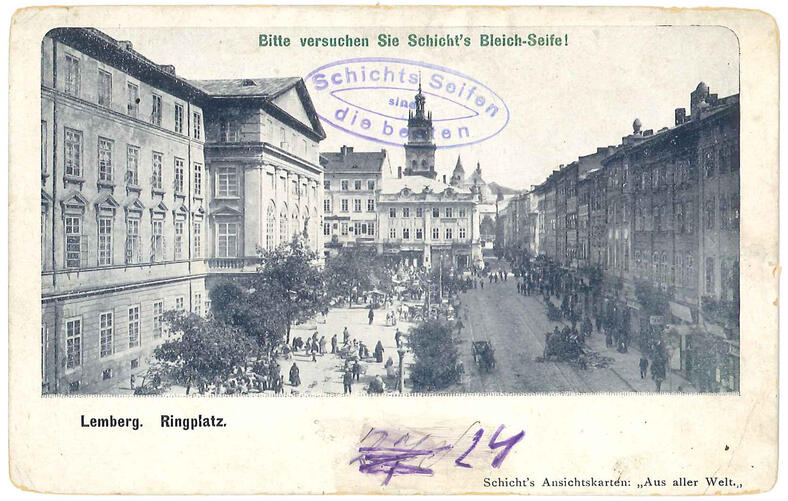 Bitte versuchen Sie Schicht's Bleich-Seife!
Schichts Seifen
sind
die besten
Lemberg. Ringplatz.
24
Schicht's Ansichtskarten: „Aus aller Welt.„